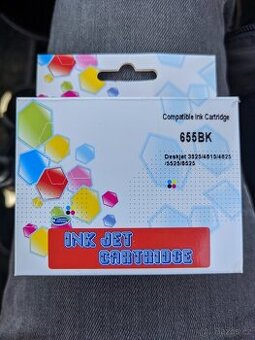 Compatible Ink Cartridge
655BK
Deskjet 3525/4615/4625
/5525/6525
INK JET
CARTRIDGE